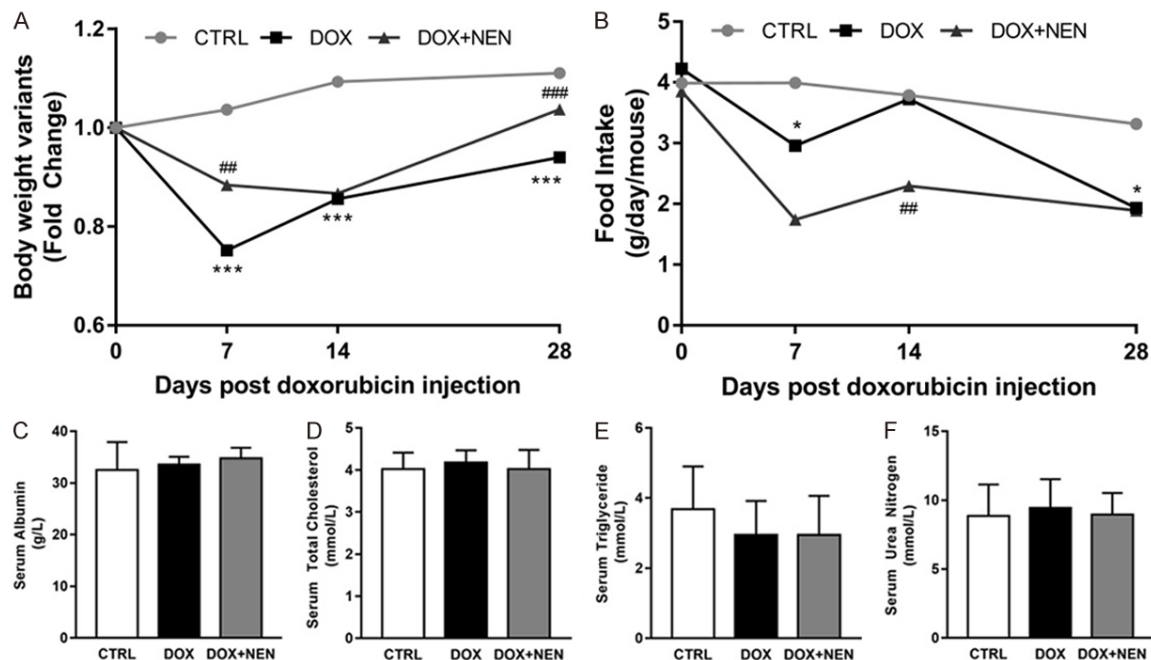 A
1.2
CTRL DOX DOX+NEN
1.0
0.8
0.6
Body weight variants
(Fold Change)
##
###
***
***
***
0 7 14 28
Days post doxorubicin injection
B
5
CTRL DOX DOX+NEN
4
3
2
1
0
Food Intake
(g/day/mouse)
*
##
*
0 7 14 28
Days post doxorubicin injection
C
40
30
20
10
0
Serum Albumin
(g/L)
CTRL DOX DOX+NEN
D
5
4
3
2
1
0
Serum Total Cholesterol
(mmol/L)
CTRL DOX DOX+NEN
E
6
4
2
0
Serum Triglyceride
(mmol/L)
CTRL DOX DOX+NEN
F
15
10
5
0
Serum Urea Nitrogen
(mmol/L)
CTRL DOX DOX+NEN